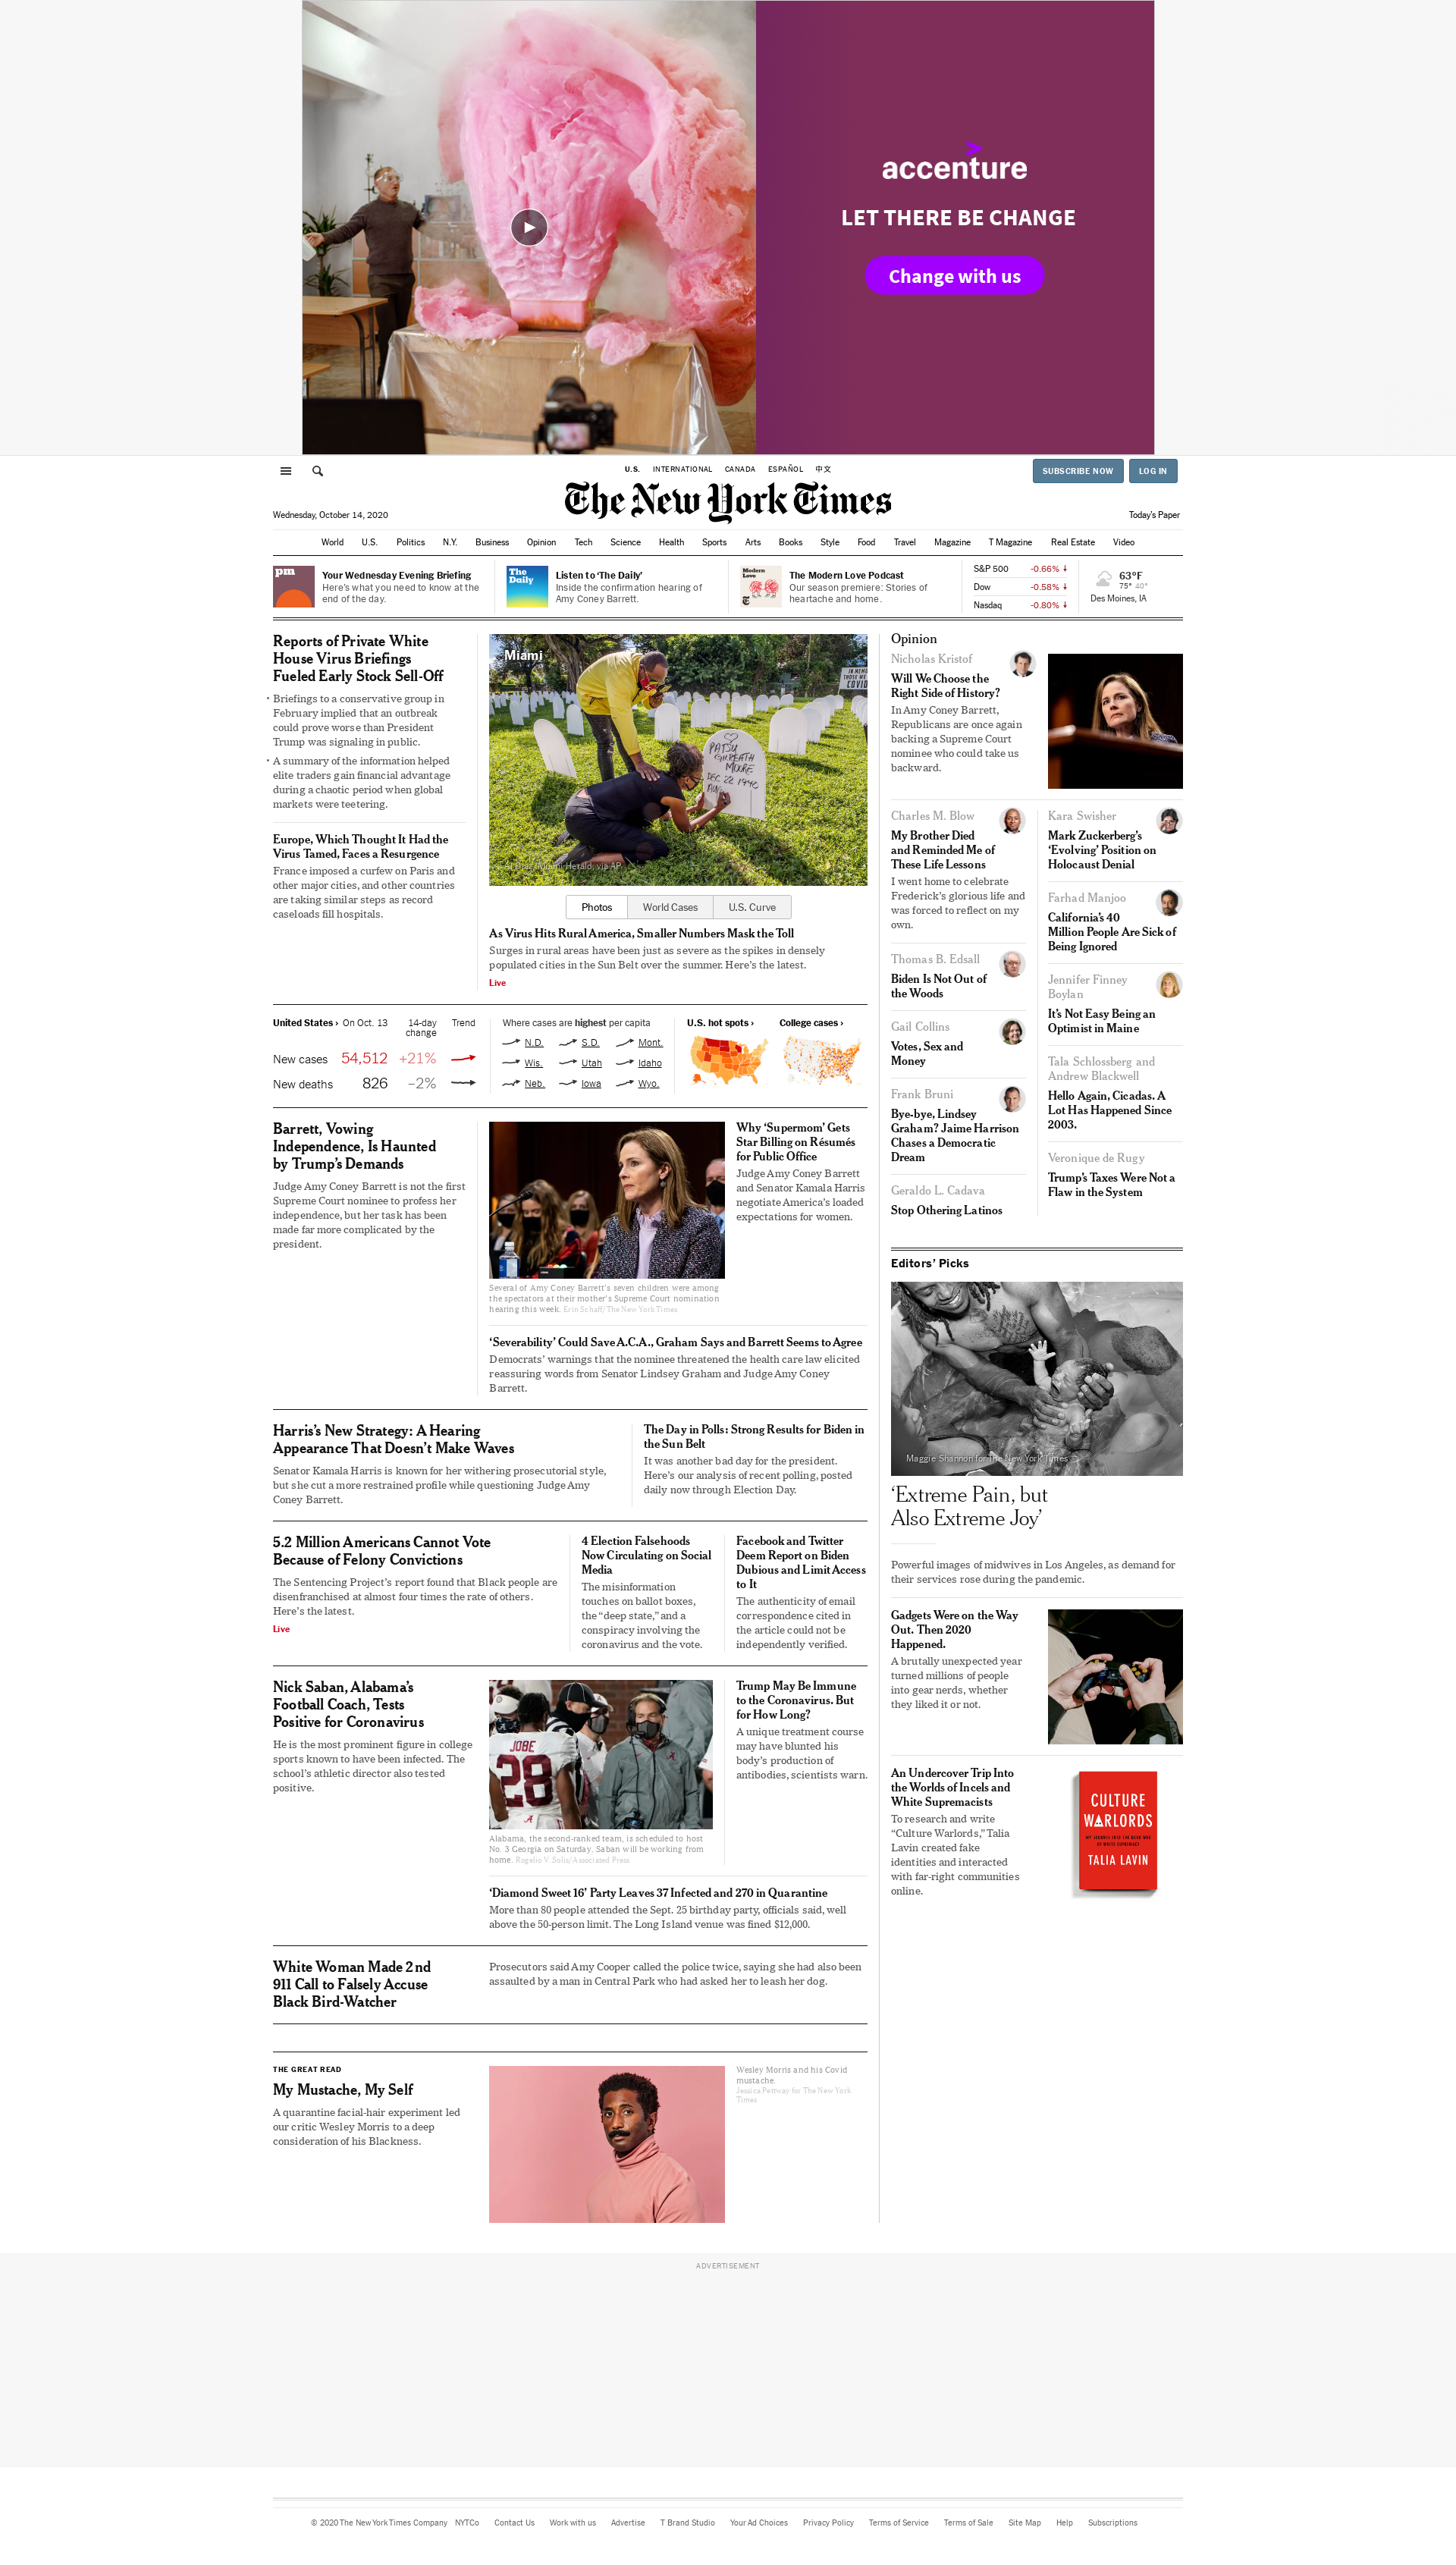 accenture
LET THERE BE CHANGE
Change with us
U.S. INTERNATIONAL CANADA ESPAÑOL 中文
SUBSCRIBE NOW LOG IN
The New York Times
Wednesday, October 14, 2020
Today's Paper
World U.S. Politics N.Y. Business Opinion Tech Science Health Sports Arts Books Style Food Travel Magazine T Magazine Real Estate Video
pm
Your Wednesday Evening Briefing
Here's what you need to know at the
end of the day.
The
Daily
Listen to 'The Daily'
Inside the confirmation hearing of
Amy Coney Barrett.
Modern
Love
The Modern Love Podcast
Our season premiere: Stories of
heartache and home.
S&P 500 -0.66%
Dow -0.58%
Nasdaq -0.80%
63°F
75° 40°
Des Moines, IA
Reports of Private White
House Virus Briefings
Fueled Early Stock Sell-Off
• Briefings to a conservative group in
February implied that an outbreak
could prove worse than President
Trump was signaling in public.
• A summary of the information helped
elite traders gain financial advantage
during a chaotic period when global
markets were teetering.
Europe, Which Thought It Had the
Virus Tamed, Faces a Resurgence
France imposed a curfew on Paris and
other major cities, and other countries
are taking similar steps as record
caseloads fill hospitals.
Miami
IN MEMO
THOSE
COVID
PATSU
GILREATH
MOORE
DEC 22 1940
Miami Herald, via AP
Photos World Cases U.S. Curve
As Virus Hits Rural America, Smaller Numbers Mask the Toll
Surges in rural areas have been just as severe as the spikes in densely
populated cities in the Sun Belt over the summer. Here's the latest.
Live
United States › On Oct. 13 14-day
change Trend
New cases 54,512 +21%
New deaths 826 –2%
Where cases are highest per capita
N.D. S.D. Mont.
Wis. Utah Idaho
Neb. Iowa Wyo.
U.S. hot spots ›
College cases ›
Barrett, Vowing
Independence, Is Haunted
by Trump's Demands
Judge Amy Coney Barrett is not the first
Supreme Court nominee to profess her
independence, but her task has been
made far more complicated by the
president.
Several of Amy Coney Barrett's seven children were among
the spectators at their mother's Supreme Court nomination
hearing this week. Erin Schaff/The New York Times
Why 'Supermom' Gets
Star Billing on Résumés
for Public Office
Judge Amy Coney Barrett
and Senator Kamala Harris
negotiate America's loaded
expectations for women.
'Severability' Could Save A.C.A., Graham Says and Barrett Seems to Agree
Democrats' warnings that the nominee threatened the health care law elicited
reassuring words from Senator Lindsey Graham and Judge Amy Coney
Barrett.
Harris's New Strategy: A Hearing
Appearance That Doesn't Make Waves
Senator Kamala Harris is known for her withering prosecutorial style,
but she cut a more restrained profile while questioning Judge Amy
Coney Barrett.
The Day in Polls: Strong Results for Biden in
the Sun Belt
It was another bad day for the president.
Here's our analysis of recent polling, posted
daily now through Election Day.
5.2 Million Americans Cannot Vote
Because of Felony Convictions
The Sentencing Project's report found that Black people are
disenfranchised at almost four times the rate of others.
Here's the latest.
Live
4 Election Falsehoods
Now Circulating on Social
Media
The misinformation
touches on ballot boxes,
the "deep state," and a
conspiracy involving the
coronavirus and the vote.
Facebook and Twitter
Deem Report on Biden
Dubious and Limit Access
to It
The authenticity of email
correspondence cited in
the article could not be
independently verified.
Nick Saban, Alabama's
Football Coach, Tests
Positive for Coronavirus
He is the most prominent figure in college
sports known to have been infected. The
school's athletic director also tested
positive.
JOBE
28
A
Alabama, the second-ranked team, is scheduled to host
No. 3 Georgia on Saturday. Saban will be working from
home. Rogelio V. Solis/Associated Press
Trump May Be Immune
to the Coronavirus. But
for How Long?
A unique treatment course
may have blunted his
body's production of
antibodies, scientists warn.
'Diamond Sweet 16' Party Leaves 37 Infected and 270 in Quarantine
More than 80 people attended the Sept. 25 birthday party, officials said, well
above the 50-person limit. The Long Island venue was fined $12,000.
White Woman Made 2nd
911 Call to Falsely Accuse
Black Bird-Watcher
Prosecutors said Amy Cooper called the police twice, saying she had also been
assaulted by a man in Central Park who had asked her to leash her dog.
THE GREAT READ
My Mustache, My Self
A quarantine facial-hair experiment led
our critic Wesley Morris to a deep
consideration of his Blackness.
Wesley Morris and his Covid
mustache.
Jessica Pettway for The New York
Times
Opinion
Nicholas Kristof
Will We Choose the
Right Side of History?
In Amy Coney Barrett,
Republicans are once again
backing a Supreme Court
nominee who could take us
backward.
Charles M. Blow
My Brother Died
and Reminded Me of
These Life Lessons
I went home to celebrate
Frederick's glorious life and
was forced to reflect on my
own.
Thomas B. Edsall
Biden Is Not Out of
the Woods
Gail Collins
Votes, Sex and
Money
Frank Bruni
Bye-bye, Lindsey
Graham? Jaime Harrison
Chases a Democratic
Dream
Geraldo L. Cadava
Stop Othering Latinos
Kara Swisher
Mark Zuckerberg's
'Evolving' Position on
Holocaust Denial
Farhad Manjoo
California's 40
Million People Are Sick of
Being Ignored
Jennifer Finney
Boylan
It's Not Easy Being an
Optimist in Maine
Tala Schlossberg and
Andrew Blackwell
Hello Again, Cicadas. A
Lot Has Happened Since
2003.
Veronique de Rugy
Trump's Taxes Were Not a
Flaw in the System
Editors' Picks
Maggie Shannon for The New York Times
'Extreme Pain, but
Also Extreme Joy'
Powerful images of midwives in Los Angeles, as demand for
their services rose during the pandemic.
Gadgets Were on the Way
Out. Then 2020
Happened.
A brutally unexpected year
turned millions of people
into gear nerds, whether
they liked it or not.
An Undercover Trip Into
the Worlds of Incels and
White Supremacists
To research and write
"Culture Warlords," Talia
Lavin created fake
identities and interacted
with far-right communities
online.
CULTURE
WARLORDS
MY JOURNEY INTO THE DARK WEB
OF WHITE SUPREMACY
TALIA LAVIN
ADVERTISEMENT
© 2020 The New York Times Company NYTCo Contact Us Work with us Advertise T Brand Studio Your Ad Choices Privacy Policy Terms of Service Terms of Sale Site Map Help Subscriptions